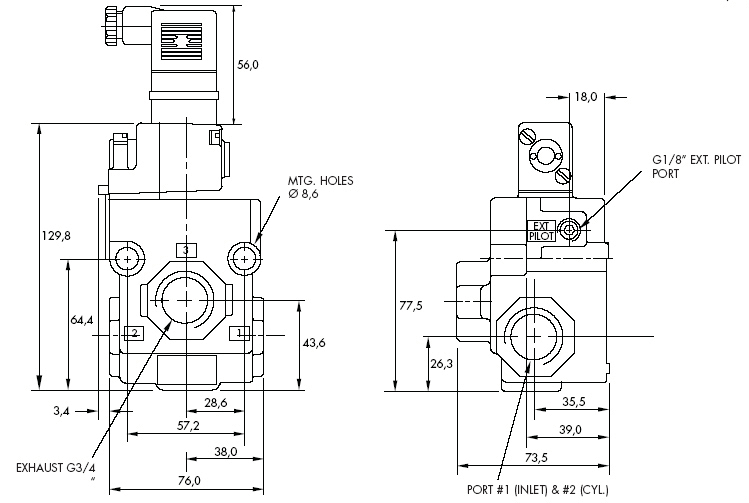 56,0
18,0
G1/8" EXT. PILOT
PORT
MTG. HOLES
Ø 8,6
129,8
3
EXT
PILOT
64,4
77,5
2
1
43,6
26,3
3,4
28,6
35,5
57,2
39,0
38,0
73,5
EXHAUST G3/4
"
76,0
PORT #1 (INLET) & #2 (CYL.)